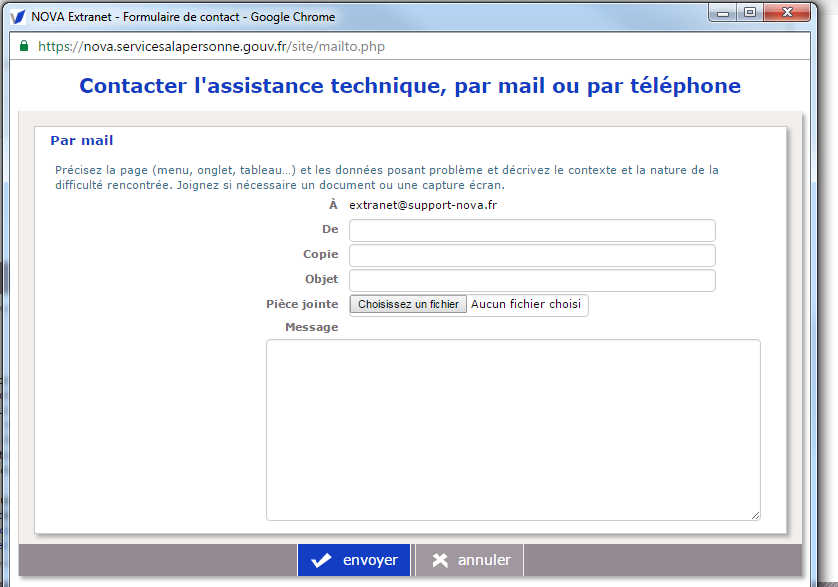 NOVA Extranet - Formulaire de contact - Google Chrome
https://nova.servicesalapersonne.gouv.fr/site/mailto.php
Contacter l'assistance technique, par mail ou par téléphone
Par mail
Précisez la page (menu, onglet, tableau...) et les données posant problème et décrivez le contexte et la nature de la
difficulté rencontrée. Joignez si nécessaire un document ou une capture écran.
À extranet@support-nova.fr
De
Copie
Objet
Pièce jointe Choisissez un fichier Aucun fichier choisi
Message
envoyer annuler